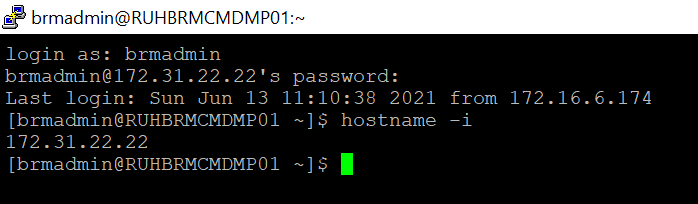 brmadmin@RUHBRMCMDMP01:~
login as: brmadmin
brmadmin@172.31.22.22's password:
Last login: Sun Jun 13 11:10:38 2021 from 172.16.6.174
[brmadmin@RUHBRMCMDMP01 ~]$ hostname -i
172.31.22.22
[brmadmin@RUHBRMCMDMP01 ~]$